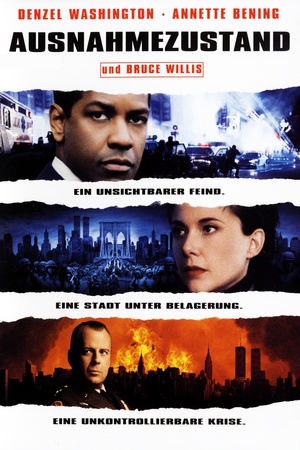 DENZEL WASHINGTON • ANNETTE BENING
AUSNAHMEZUSTAND
und BRUCE WILLIS
EIN UNSICHTBARER FEIND.
EINE STADT UNTER BELAGERUNG.
EINE UNKONTROLLIERBARE KRISE.